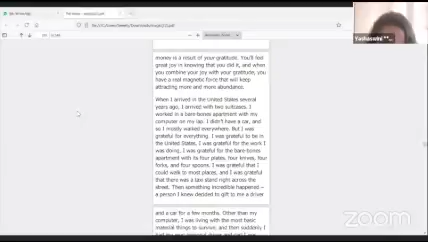 Yashaswini
money is a result of your gratitude. You'll feel
great joy in knowing that you did it, and when
you combine your joy with your gratitude, you
have a real magnetic force that will keep
attracting more and more abundance.
When I arrived in the United States several
years ago, I arrived with two suitcases. I
worked in a bare-bones apartment with my
computer on my lap. I didn't have a car, and
so I mostly walked everywhere. But I was
grateful for everything. I was grateful to be in
the United States, I was grateful for the work I
was doing, I was grateful for the bare-bones
apartment with its four plates, four knives, four
forks, and four spoons. I was grateful that I
could walk to most places, and I was grateful
that there was a taxi stand right across the
street. Then something incredible happened –
a person I knew decided to gift to me a driver
and a car for a few months. Other than my
computer, I was living with the most basic
material things to survive, and then suddenly I
zoom